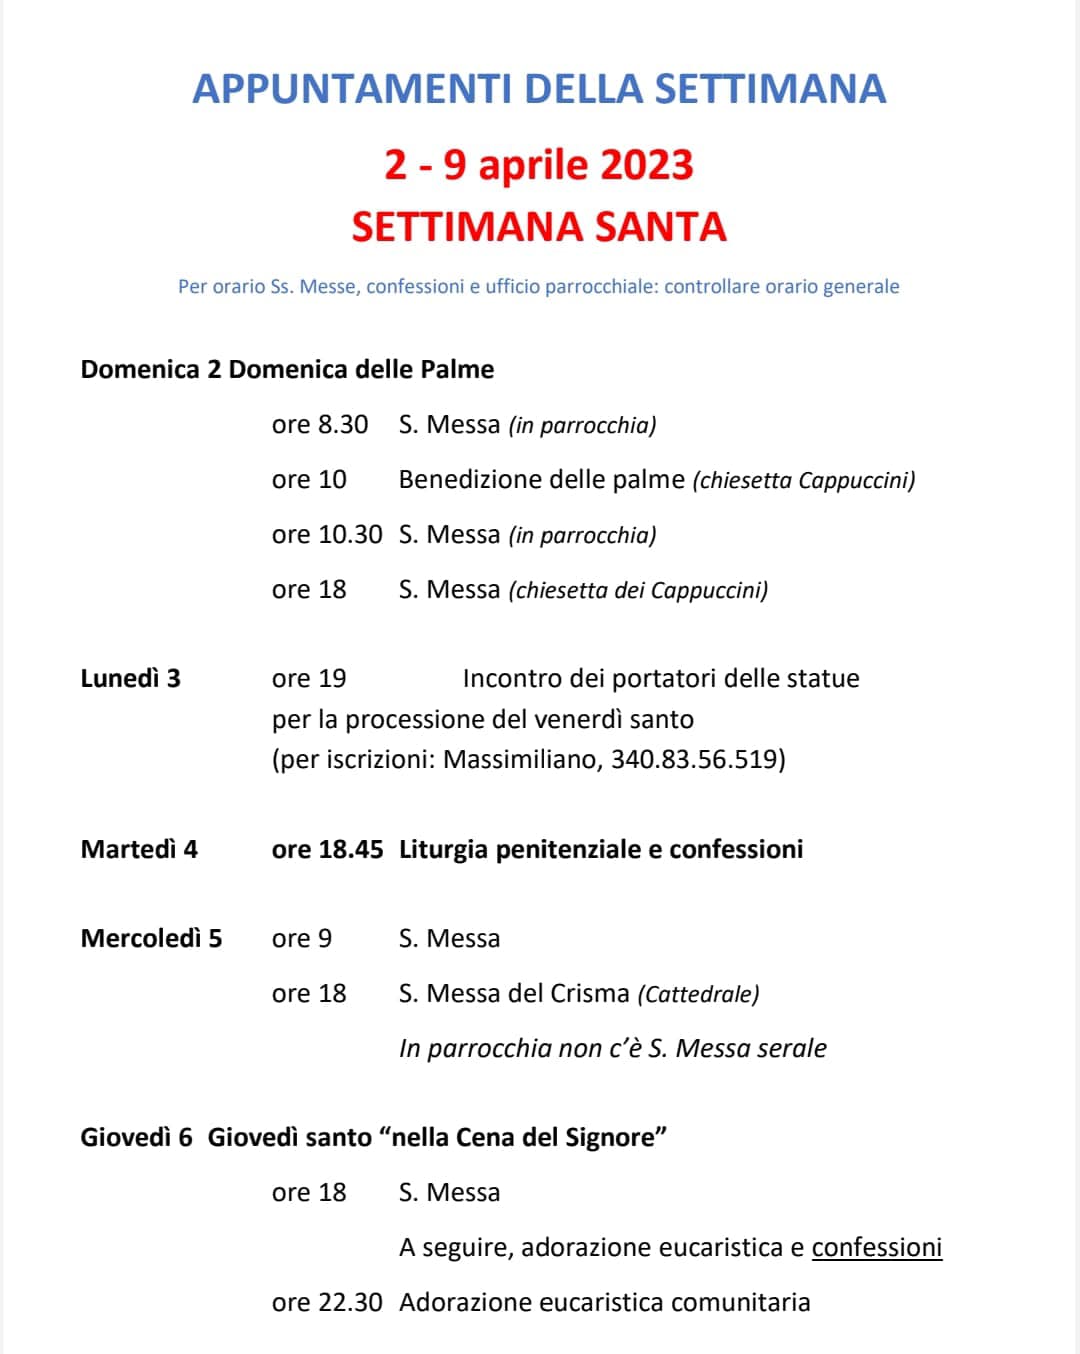 APPUNTAMENTI DELLA SETTIMANA
2 - 9 aprile 2023
SETTIMANA SANTA
Per orario Ss. Messe, confessioni e ufficio parrocchiale: controllare orario generale
Domenica 2 Domenica delle Palme
ore 8.30 S. Messa (in parrocchia)
ore 10 Benedizione delle palme (chiesetta Cappuccini)
ore 10.30 S. Messa (in parrocchia)
ore 18 S. Messa (chiesetta dei Cappuccini)
Lunedì 3 ore 19 Incontro dei portatori delle statue
per la processione del venerdì santo
(per iscrizioni: Massimiliano, 340.83.56.519)
Martedì 4 ore 18.45 Liturgia penitenziale e confessioni
Mercoledì 5 ore 9 S. Messa
ore 18 S. Messa del Crisma (Cattedrale)
In parrocchia non c’è S. Messa serale
Giovedì 6 Giovedì santo “nella Cena del Signore”
ore 18 S. Messa
A seguire, adorazione eucaristica e confessioni
ore 22.30 Adorazione eucaristica comunitaria